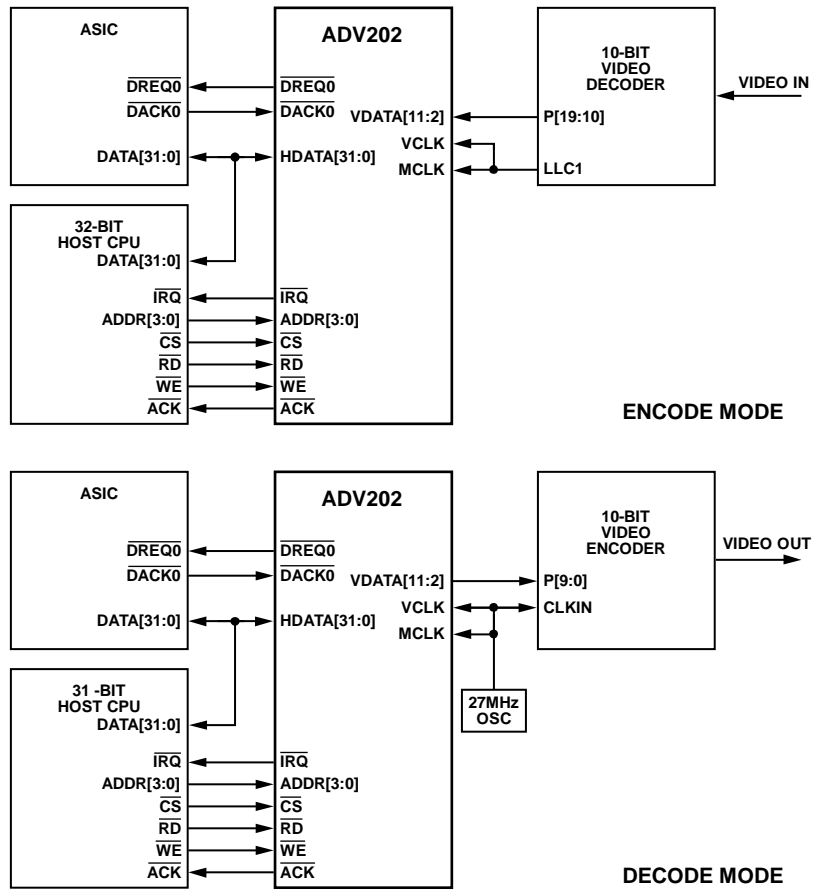 ASIC
DREQ0
DACK0
DATA[31:0]
32-BIT
HOST CPU
DATA[31:0]
IRQ
ADDR[3:0]
CS
RD
WE
ACK
ADV202
DREQ0
DACK0
HDATA[31:0]
IRQ
ADDR[3:0]
CS
RD
WE
ACK
VDATA[11:2]
VCLK
MCLK
10-BIT
VIDEO
DECODER
P[19:10]
LLC1
VIDEO IN
ENCODE MODE
ASIC
DREQ0
DACK0
DATA[31:0]
31 -BIT
HOST CPU
DATA[31:0]
IRQ
ADDR[3:0]
CS
RD
WE
ACK
ADV202
DREQ0
DACK0
HDATA[31:0]
IRQ
ADDR[3:0]
CS
RD
WE
ACK
VDATA[11:2]
VCLK
MCLK
27MHz
OSC
10-BIT
VIDEO
ENCODER
P[9:0]
CLKIN
VIDEO OUT
DECODE MODE